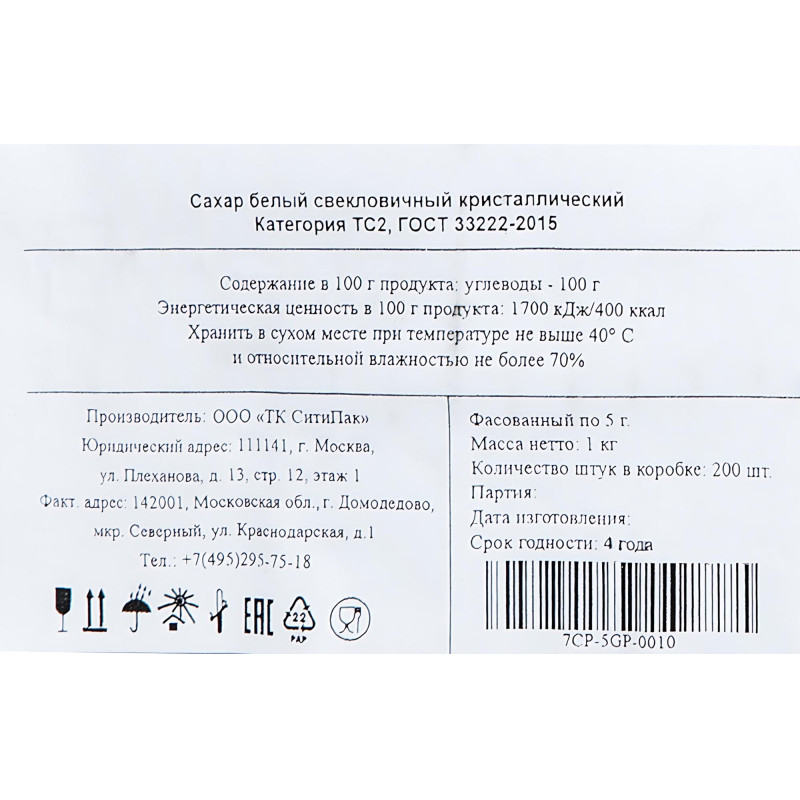 Сахар белый свекловичный кристаллический
Категория ТС2, ГОСТ 33222-2015
Содержание в 100 г продукта: углеводы - 100 г
Энергетическая ценность в 100 г продукта: 1700 кДж/400 ккал
Хранить в сухом месте при температуре не выше 40° С
и относительной влажностью не более 70%
Производитель: ООО «ТК СитиПак»
Юридический адрес: 111141, г. Москва,
ул. Плеханова, д. 13, стр. 12, этаж 1
Факт. адрес: 142001, Московская обл., г. Домодедово,
мкр. Северный, ул. Краснодарская, д.1
Тел.: +7(495)295-75-18
EAC
22
PAP
Фасованный по 5 г.
Масса нетто: 1 кг
Количество штук в коробке: 200 шт.
Партия:
Дата изготовления:
Срок годности: 4 года
7CP-5GP-0010